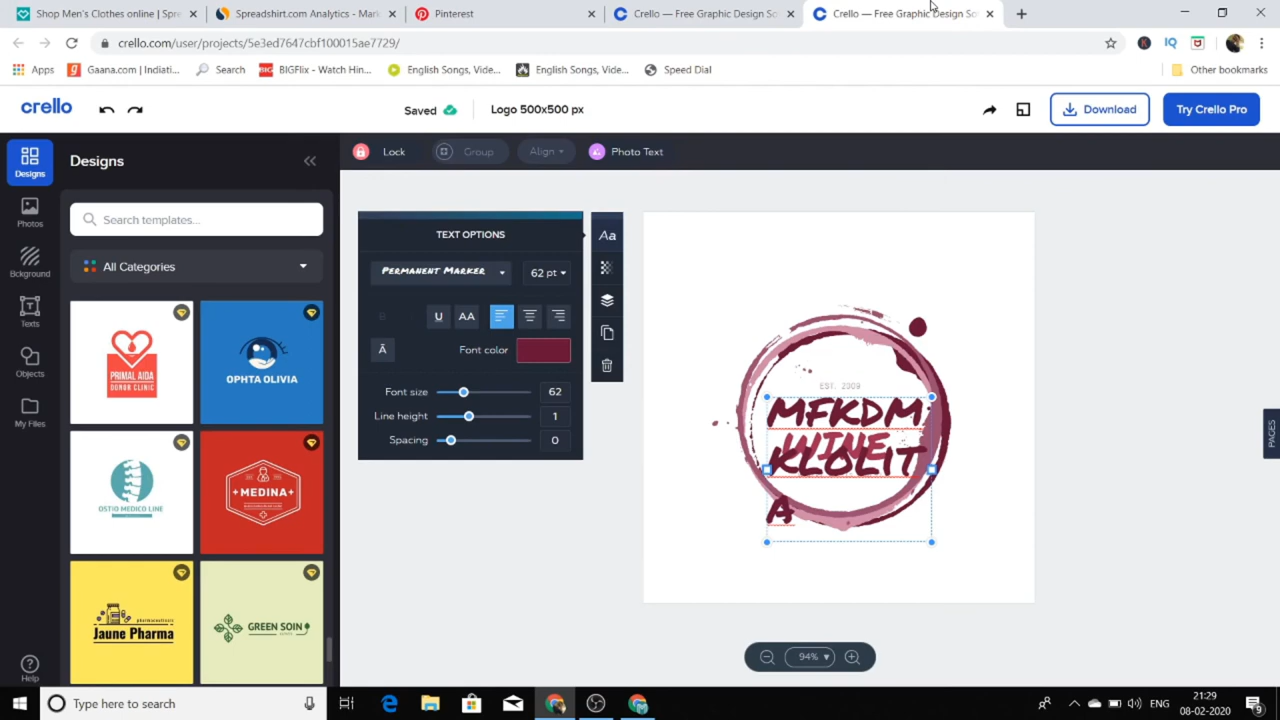 Shop Men's Clothes online | Spre
Spreadshirt.com Analytics - Mark
Pinterest
Crello — Free Graphic Design So
Crello — Free Graphic Design So
crello.com/user/projects/5e3ed7647cbf100015ae7729/
Apps
Gaana.com | Indiati...
Search
BIGFlix - Watch Hin...
English Songs, Vide...
English Songs, Vide...
Speed Dial
Other bookmarks
crello
Saved
Logo 500x500 px
Download
Try Crello Pro
Designs
Photos
Bckground
Texts
Objects
My Files
Help
Designs
Search templates...
All Categories
PRIMAL AIDA
DONOR CLINIC
OPHTA OLIVIA
OSTIO MEDICO LINE
MEDINA
pharmaceuticals
Jaune Pharma
GREEN SOIN
Lock
Group
Align
Photo Text
TEXT OPTIONS
PERMANENT MARKER
62 pt
B
U
AA
Ā
Font color
Font size
62
Line height
1
Spacing
0
Aa
EST. 2009
MFKDM
WINE
KLOLIT
A
94%
PAGES
Type here to search
ENG
21:29
08-02-2020
9